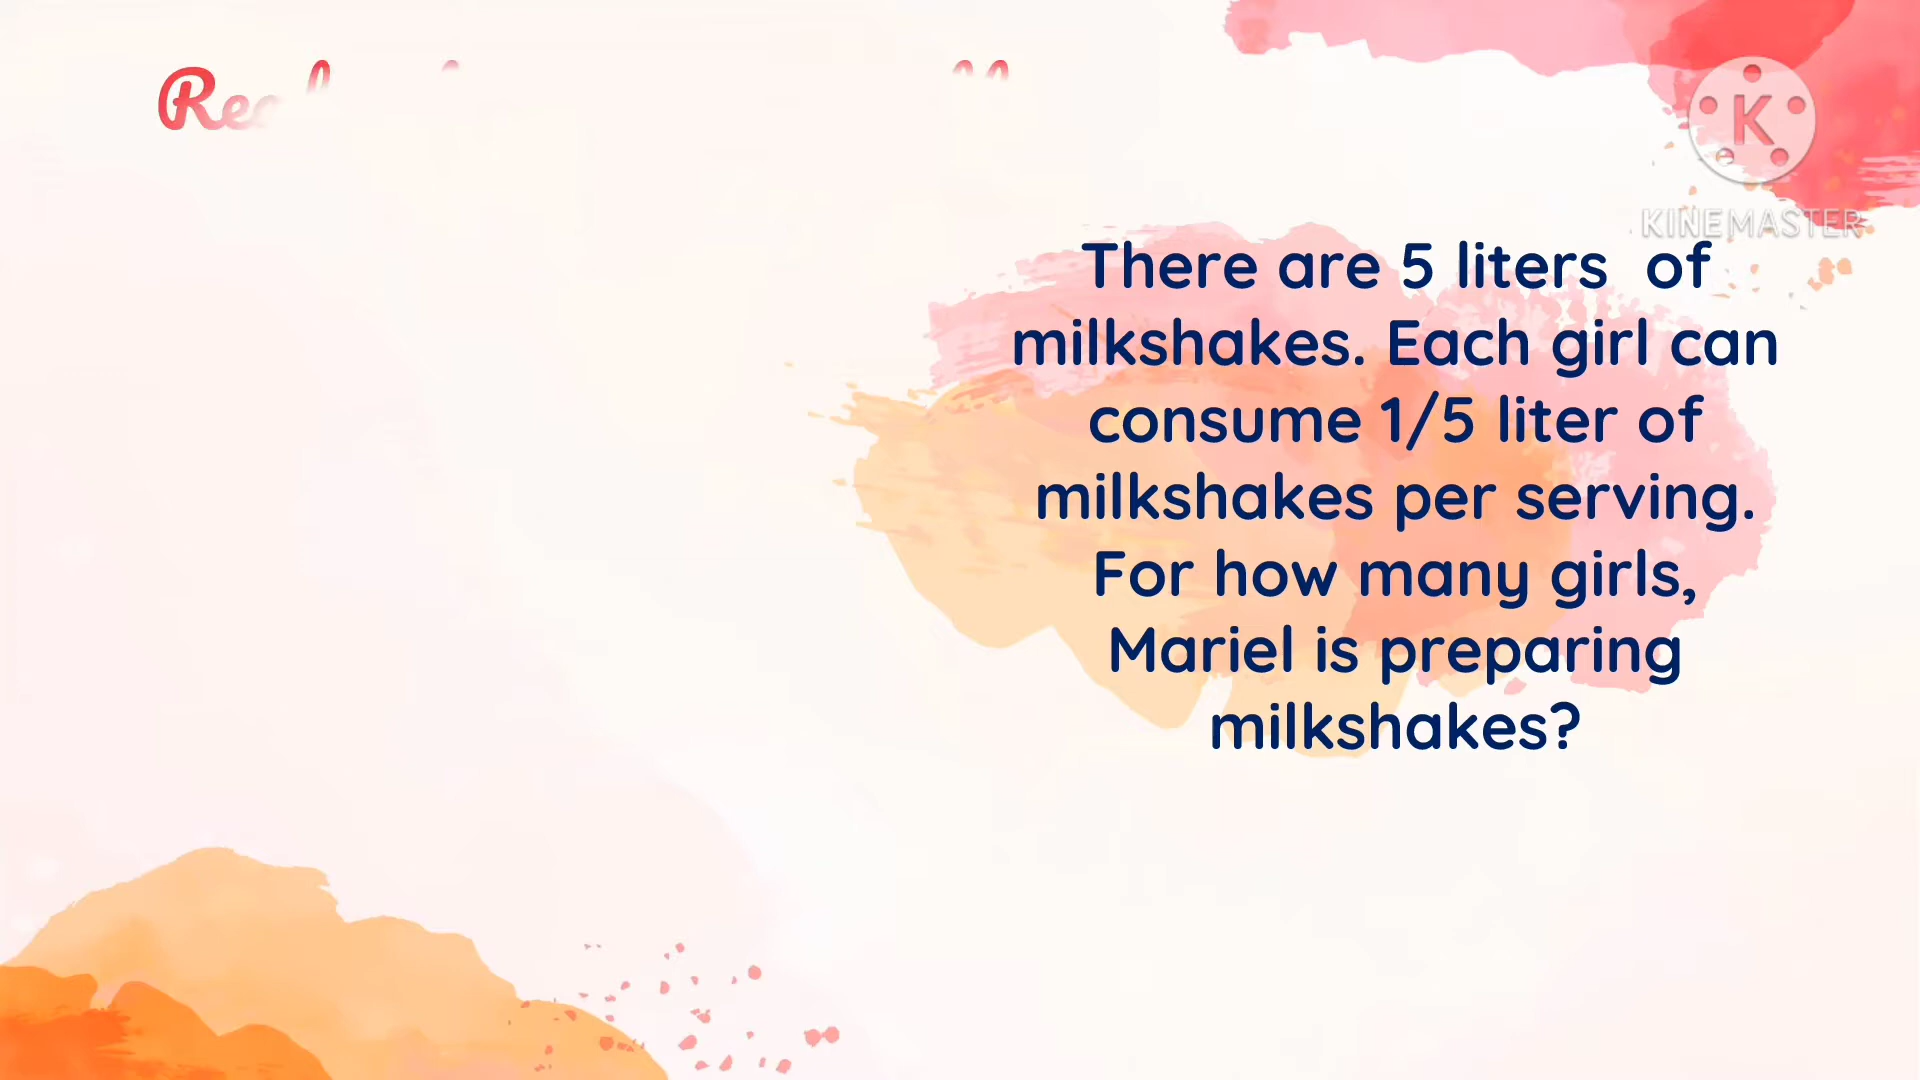 K
KINEMASTER
There are 5 liters of
milkshakes. Each girl can
consume 1/5 liter of
milkshakes per serving.
For how many girls,
Mariel is preparing
milkshakes?